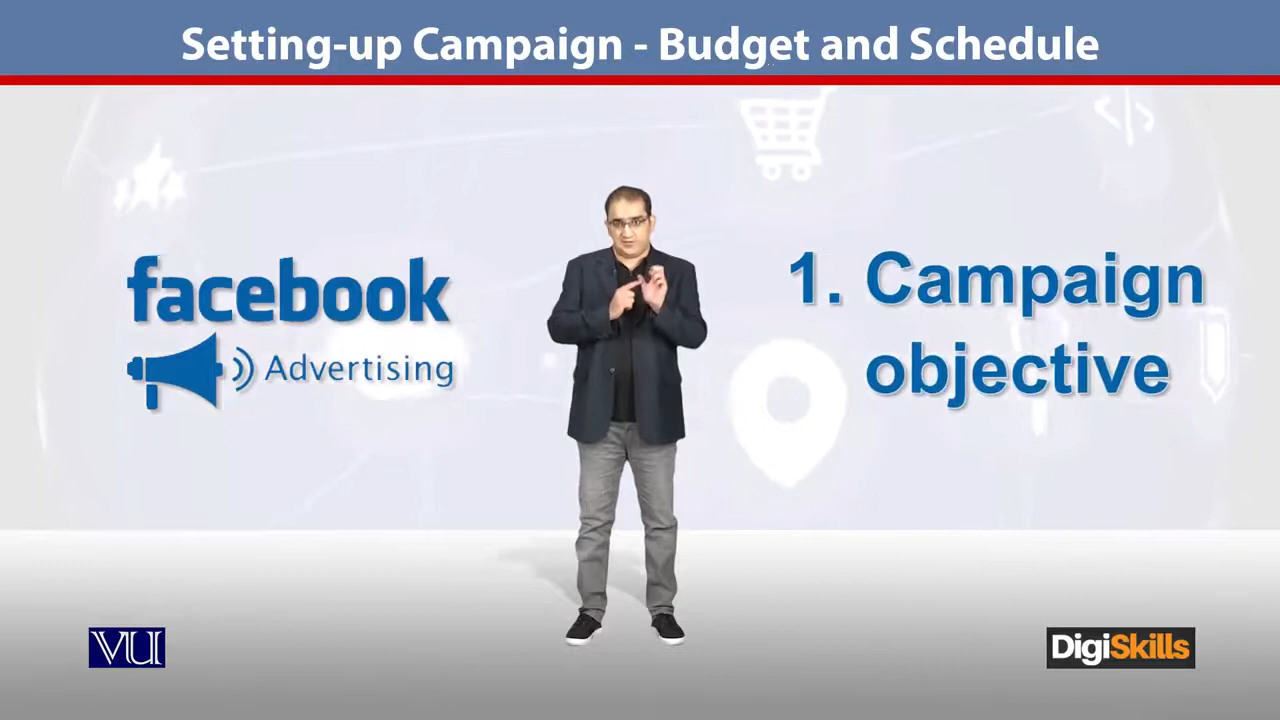 Setting-up Campaign - Budget and Schedule
facebook
Advertising
1. Campaign
objective
VU
DigiSkills